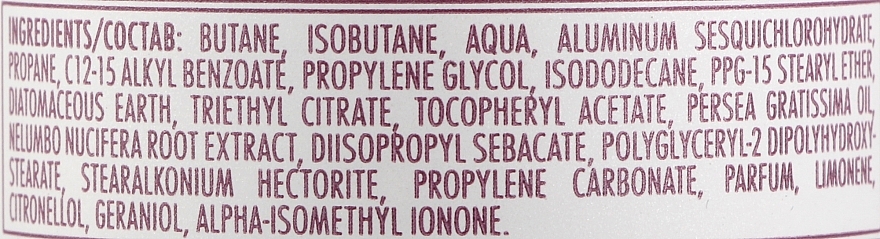 INGREDIENTS/СОСТАВ: BUTANE, ISOBUTANE, AQUA, ALUMINUM SESQUICHLOROHYDRATE,
PROPANE, C12-15 ALKYL BENZOATE, PROPYLENE GLYCOL, ISODODECANE, PPG-15 STEARYL ETHER,
DIATOMACEOUS EARTH, TRIETHYL CITRATE, TOCOPHERYL ACETATE, PERSEA GRATISSIMA OIL,
NELUMBO NUCIFERA ROOT EXTRACT, DIISOPROPYL SEBACATE, POLYGLYCERYL-2 DIPOLYHYDROXY-
STEARATE, STEARALKONIUM HECTORITE, PROPYLENE CARBONATE, PARFUM, LIMONENE,
CITRONELLOL, GERANIOL, ALPHA-ISOMETHYL IONONE.